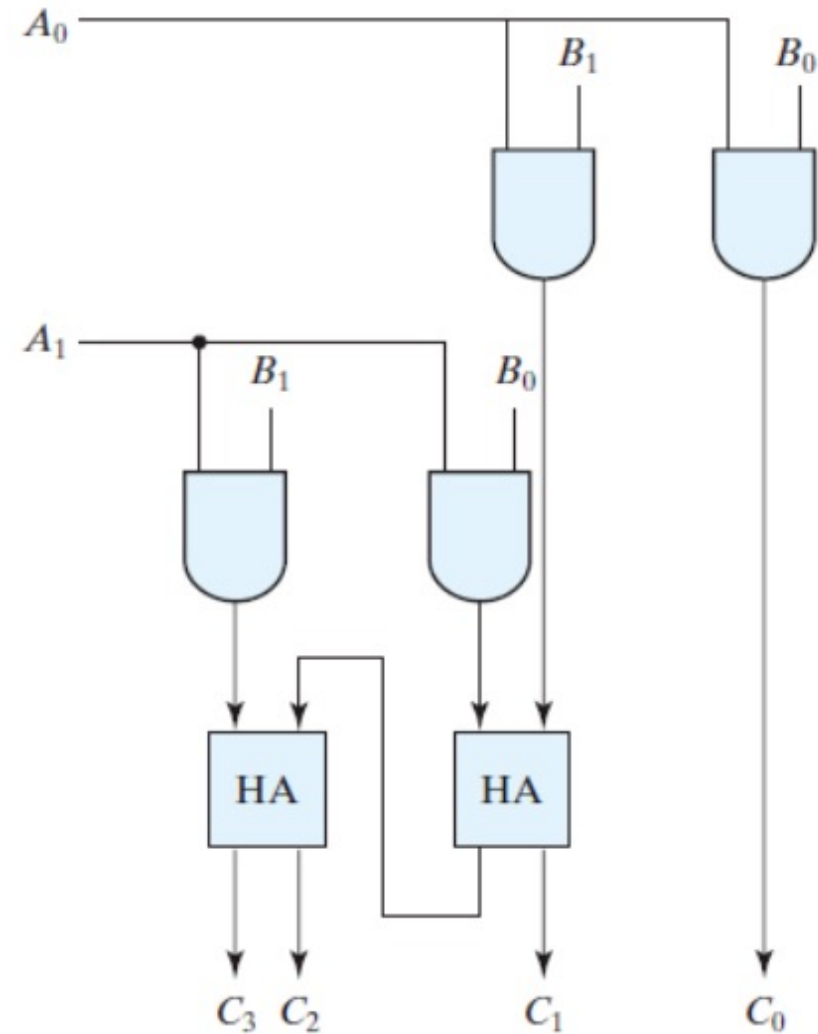 A₀
B₁ B₀
A₁
B₁ B₀
HA HA
C₃ C₂ C₁ C₀